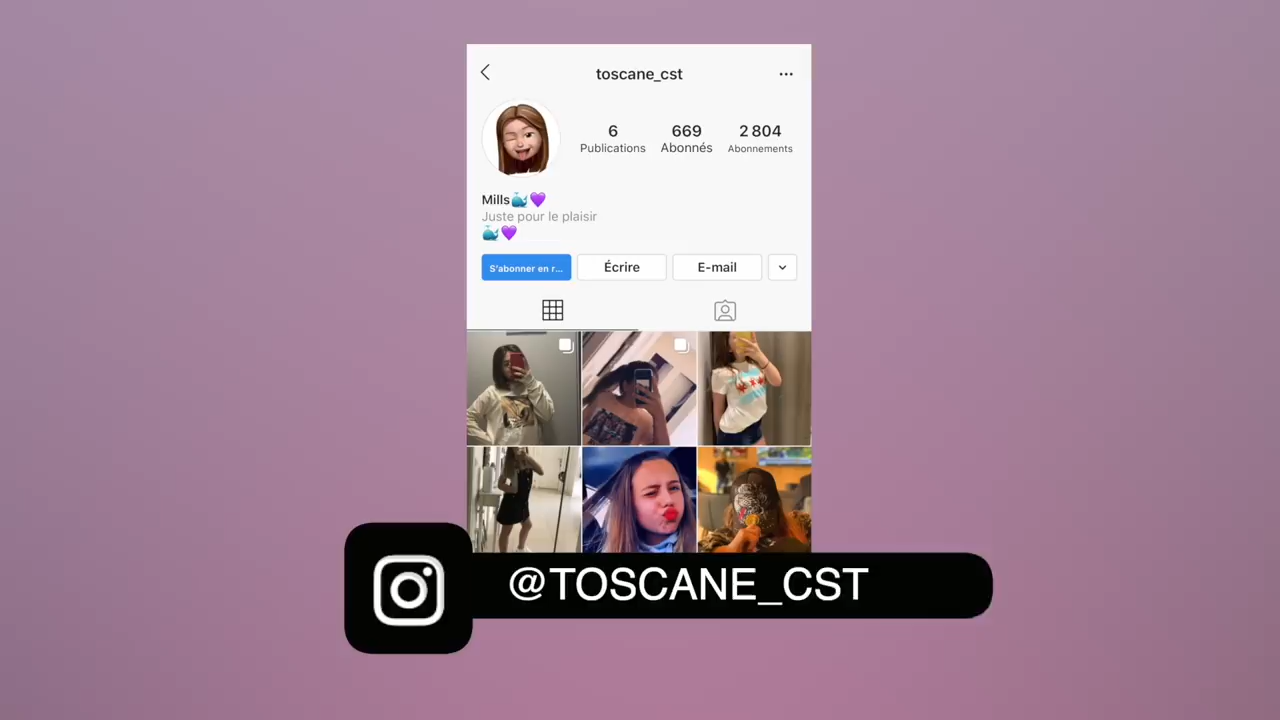 toscane_cst
6 669 2 804
Publications Abonnés Abonnements
Mills🐳💜
Juste pour le plaisir
🐳💜
S'abonner en r... Écrire E-mail
@TOSCANE_CST